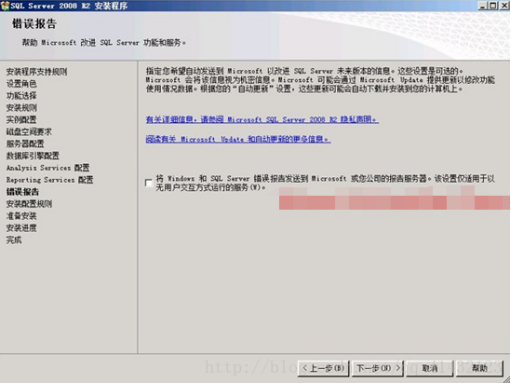 SQL Server 2008 R2 安装程序
错误报告
帮助 Microsoft 改进 SQL Server 功能和服务。
安装程序支持规则
设置角色
功能选择
安装规则
实例配置
磁盘空间要求
服务器配置
数据库引擎配置
Analysis Services 配置
Reporting Services 配置
错误报告
安装配置规则
准备安装
安装进度
完成
指定您希望自动发送到 Microsoft 以改进 SQL Server 未来版本的信息。这些设置是可选的。
Microsoft 会将该信息视为机密信息。Microsoft 可能会通过 Microsoft Update 提供更新以修改功能
使用情况数据。根据您的“自动更新”设置，这些更新可能会自动下载并安装到您的计算机上。
有关详细信息，请参阅 Microsoft SQL Server 2008 R2 隐私声明。
阅读有关 Microsoft Update 和自动更新的更多信息。
将 Windows 和 SQL Server 错误报告发送到 Microsoft 或您公司的报告服务器。该设置仅适用于以
无用户交互方式运行的服务(W)。
< 上一步(B)
下一步(N) >
取消
帮助